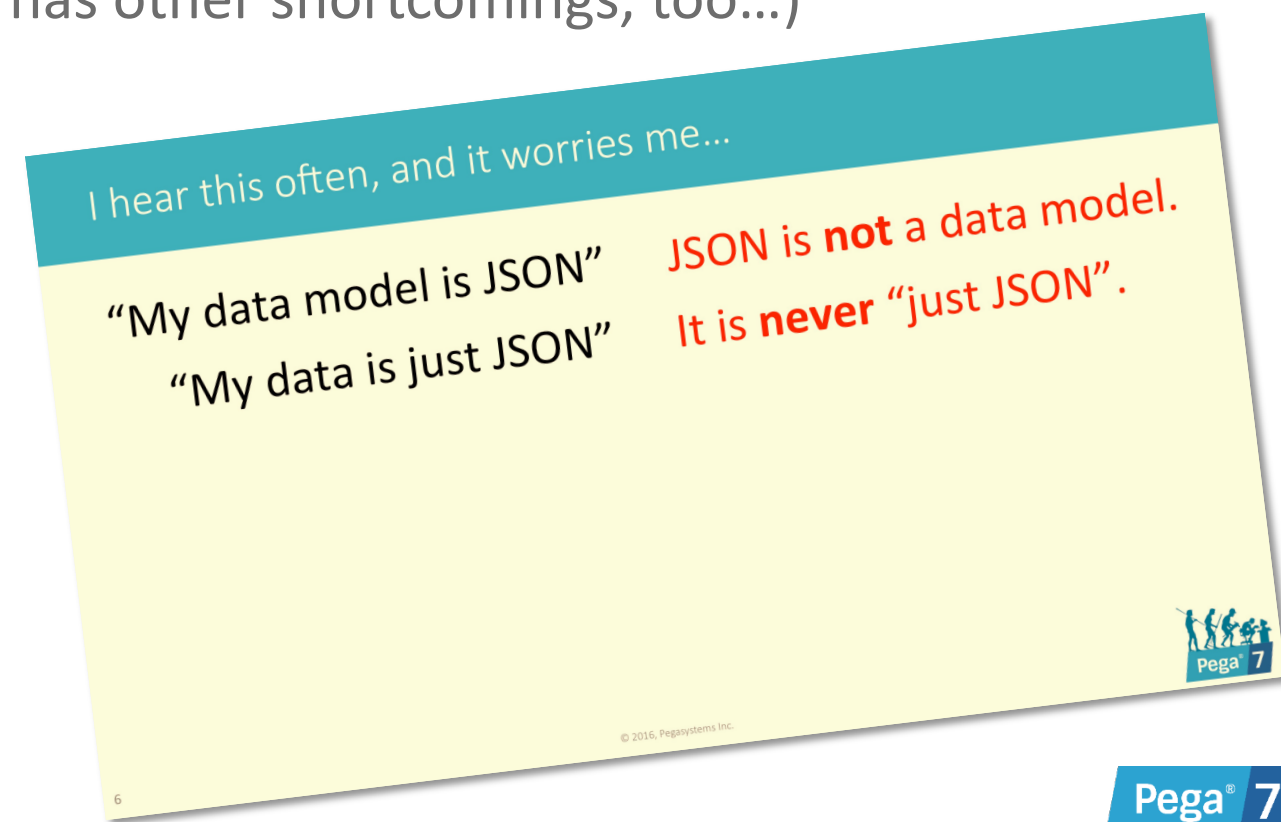 has other shortcomings, too...)
I hear this often, and it worries me...
“My data model is JSON”
JSON is not a data model.
“My data is just JSON”
It is never “just JSON”.
Pega® 7
© 2016, Pegasystems Inc.
6
Pega® 7